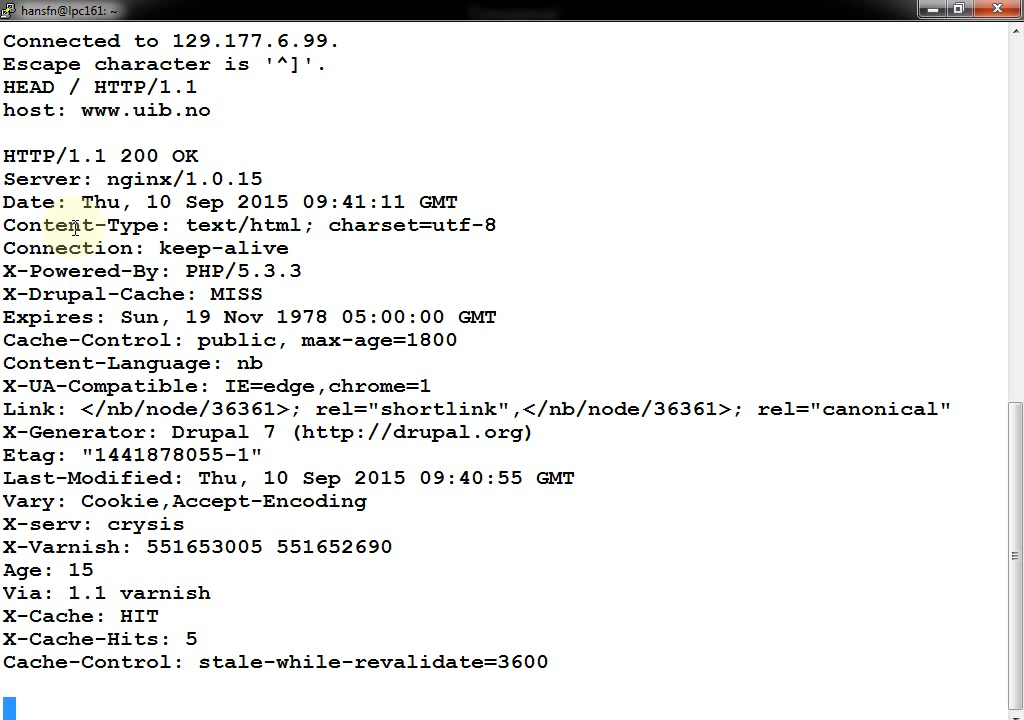 hansfn@lpc161: ~
Connected to 129.177.6.99.
Escape character is '^]'.
HEAD / HTTP/1.1
host: www.uib.no
HTTP/1.1 200 OK
Server: nginx/1.0.15
Date: Thu, 10 Sep 2015 09:41:11 GMT
Content-Type: text/html; charset=utf-8
Connection: keep-alive
X-Powered-By: PHP/5.3.3
X-Drupal-Cache: MISS
Expires: Sun, 19 Nov 1978 05:00:00 GMT
Cache-Control: public, max-age=1800
Content-Language: nb
X-UA-Compatible: IE=edge,chrome=1
Link: </nb/node/36361>; rel="shortlink",</nb/node/36361>; rel="canonical"
X-Generator: Drupal 7 (http://drupal.org)
Etag: "1441878055-1"
Last-Modified: Thu, 10 Sep 2015 09:40:55 GMT
Vary: Cookie,Accept-Encoding
X-serv: crysis
X-Varnish: 551653005 551652690
Age: 15
Via: 1.1 varnish
X-Cache: HIT
X-Cache-Hits: 5
Cache-Control: stale-while-revalidate=3600